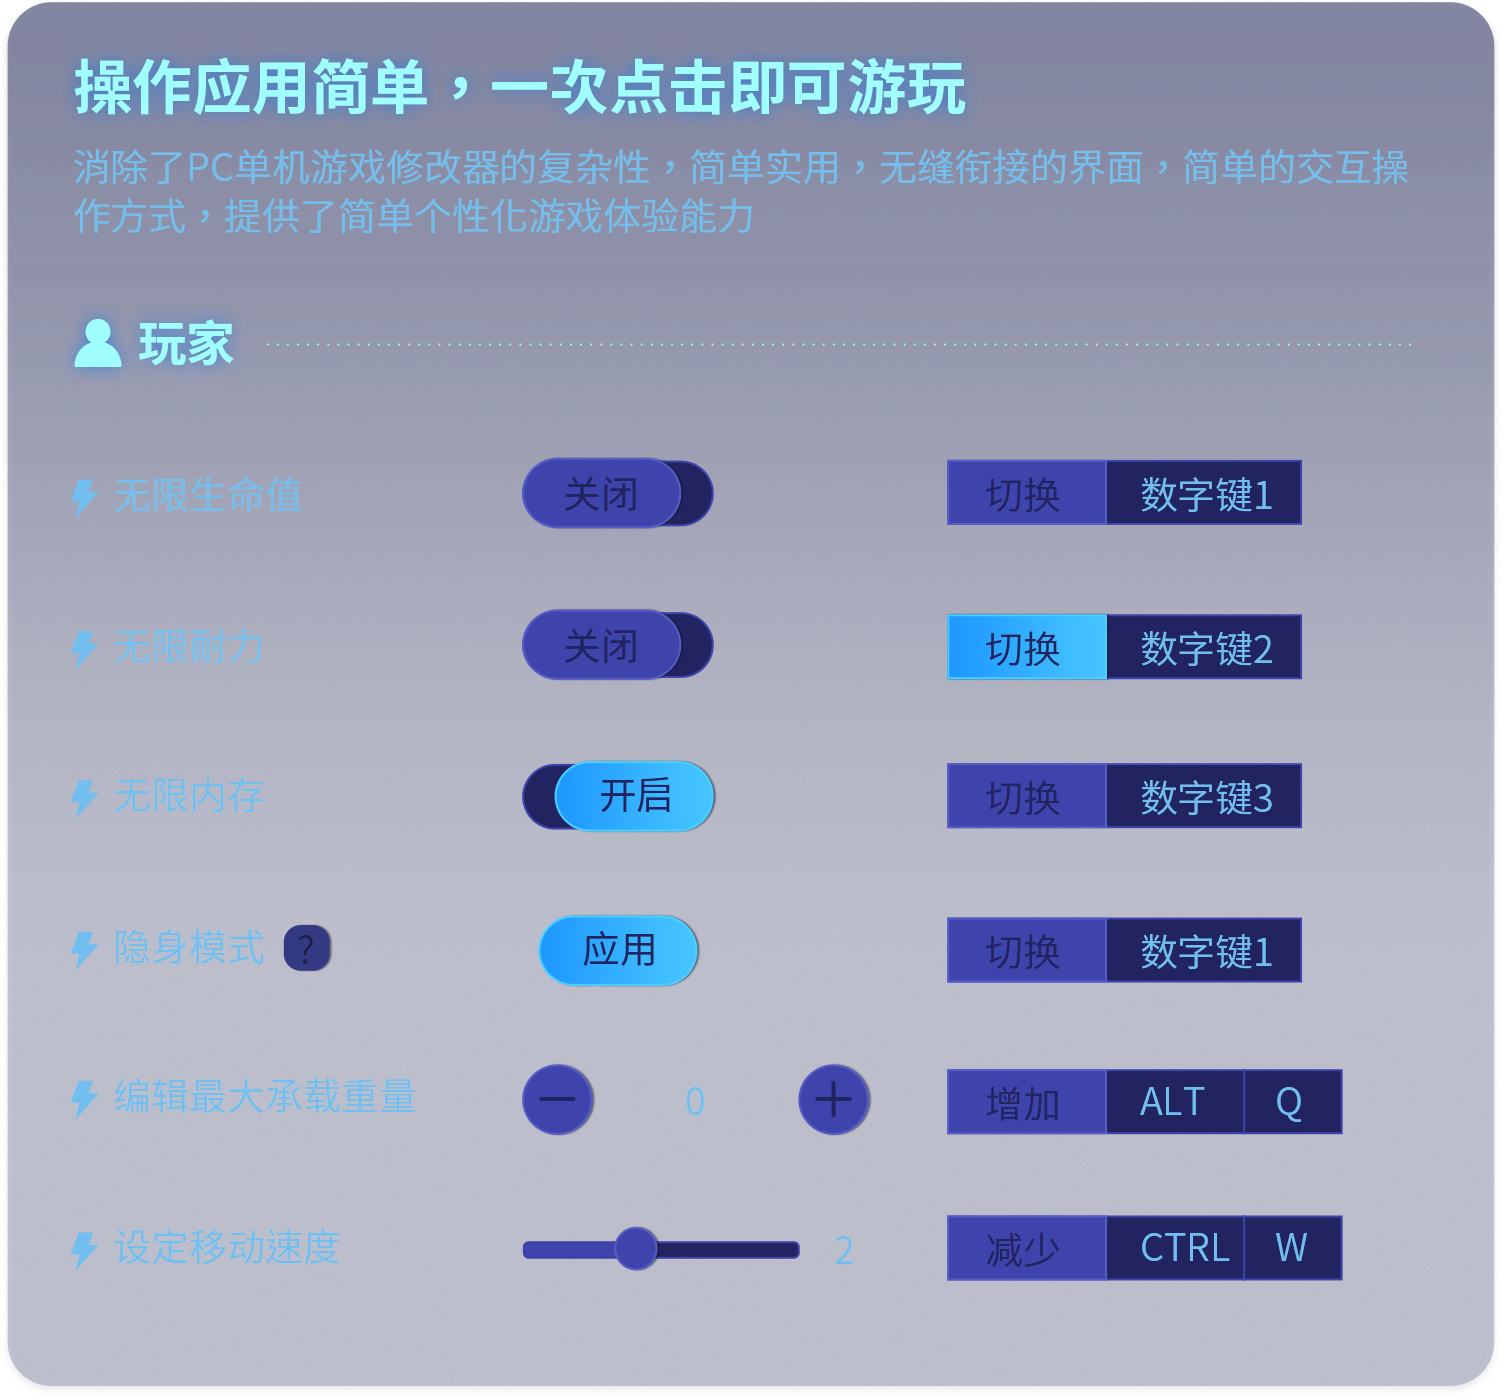 操作应用简单，一次点击即可游玩
消除了PC单机游戏修改器的复杂性，简单实用，无缝衔接的界面，简单的交互操
作方式，提供了简单个性化游戏体验能力
玩家
无限生命值 关闭 切换 数字键1
无限耐力 关闭 切换 数字键2
无限内存 开启 切换 数字键3
隐身模式 ? 应用 切换 数字键1
编辑最大承载重量 0 增加 ALT Q
设定移动速度 2 减少 CTRL W